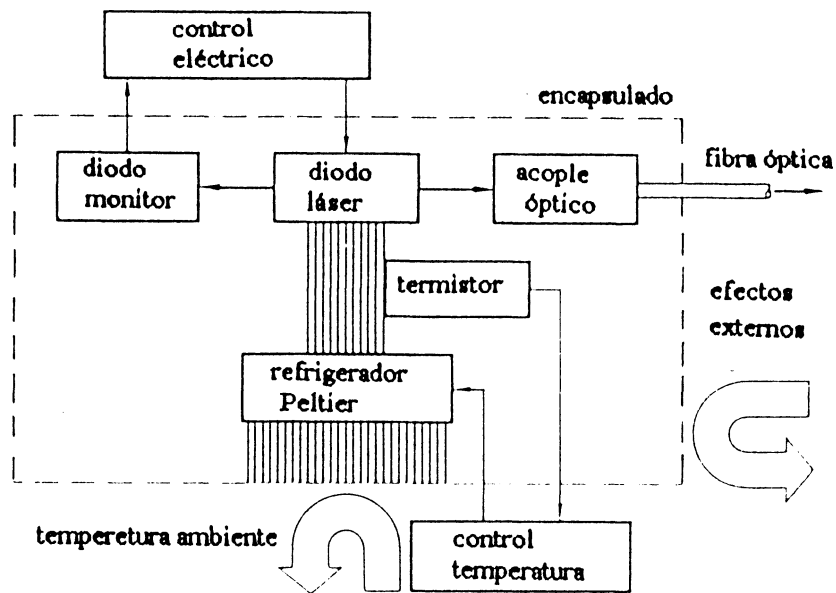 control
eléctrico
encapsulado
diodo
monitor
diodo
láser
acople
óptico
fibra óptica
termistor
efectos
externos
refrigerador
Peltier
temperetura ambiente
control
temperatura